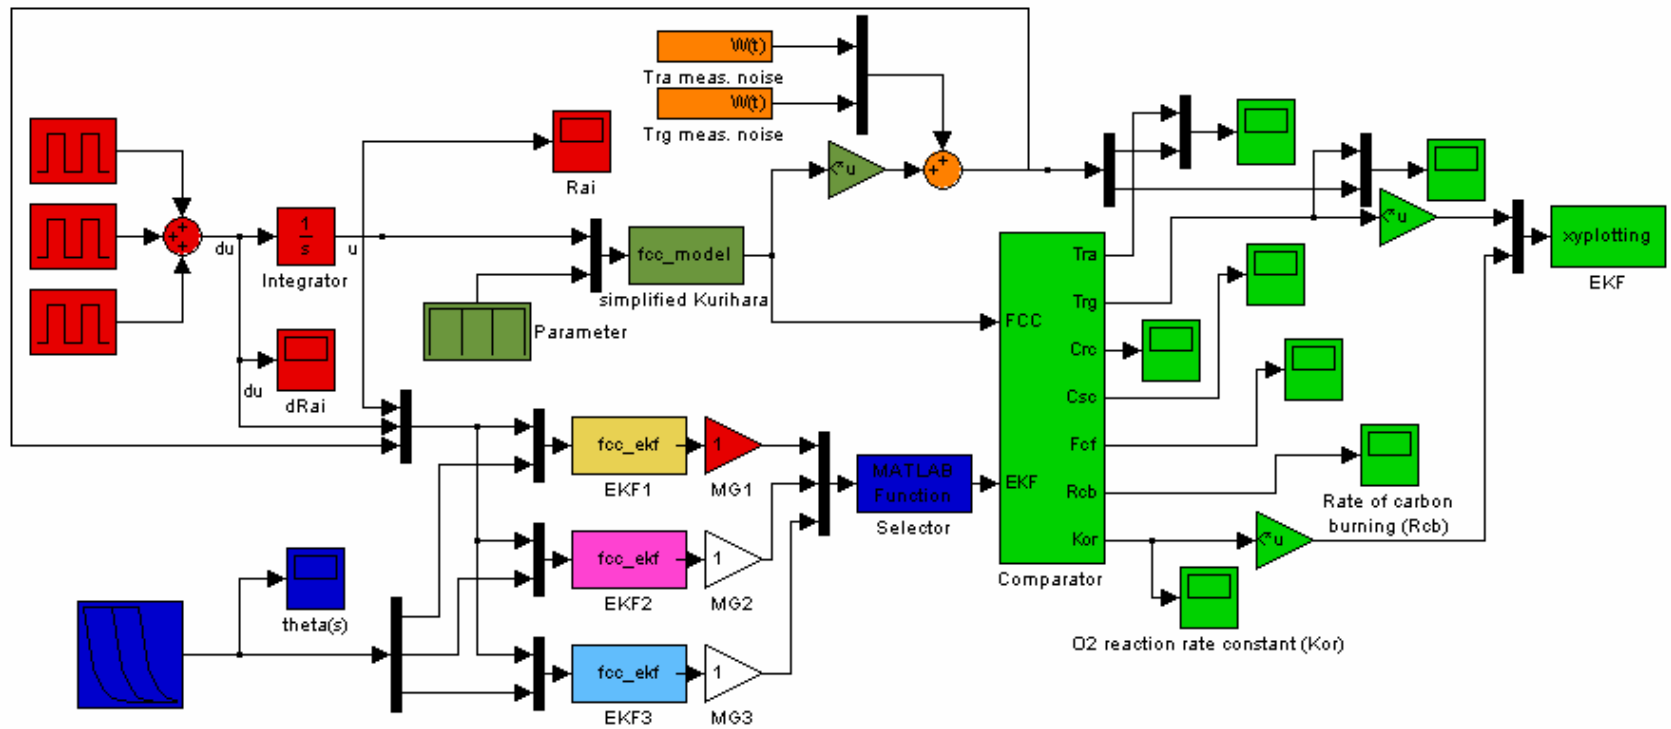 W(t)
Tra meas. noise
W(t)
Trg meas. noise
Rai
u
++
+
+
+
du
1
s
Integrator
u
fcc_model
simplified Kurihara
Parameter
dRai
du
u
xyplotting
EKF
FCC
EKF
Tra
Trg
Crc
Csc
Fcf
Rcb
Kor
Comparator
Rate of carbon
burning (Rcb)
u
O2 reaction rate constant (Kor)
fcc_ekf
EKF1
1
MG1
MATLAB
Function
Selector
fcc_ekf
EKF2
1
MG2
theta(s)
fcc_ekf
EKF3
1
MG3